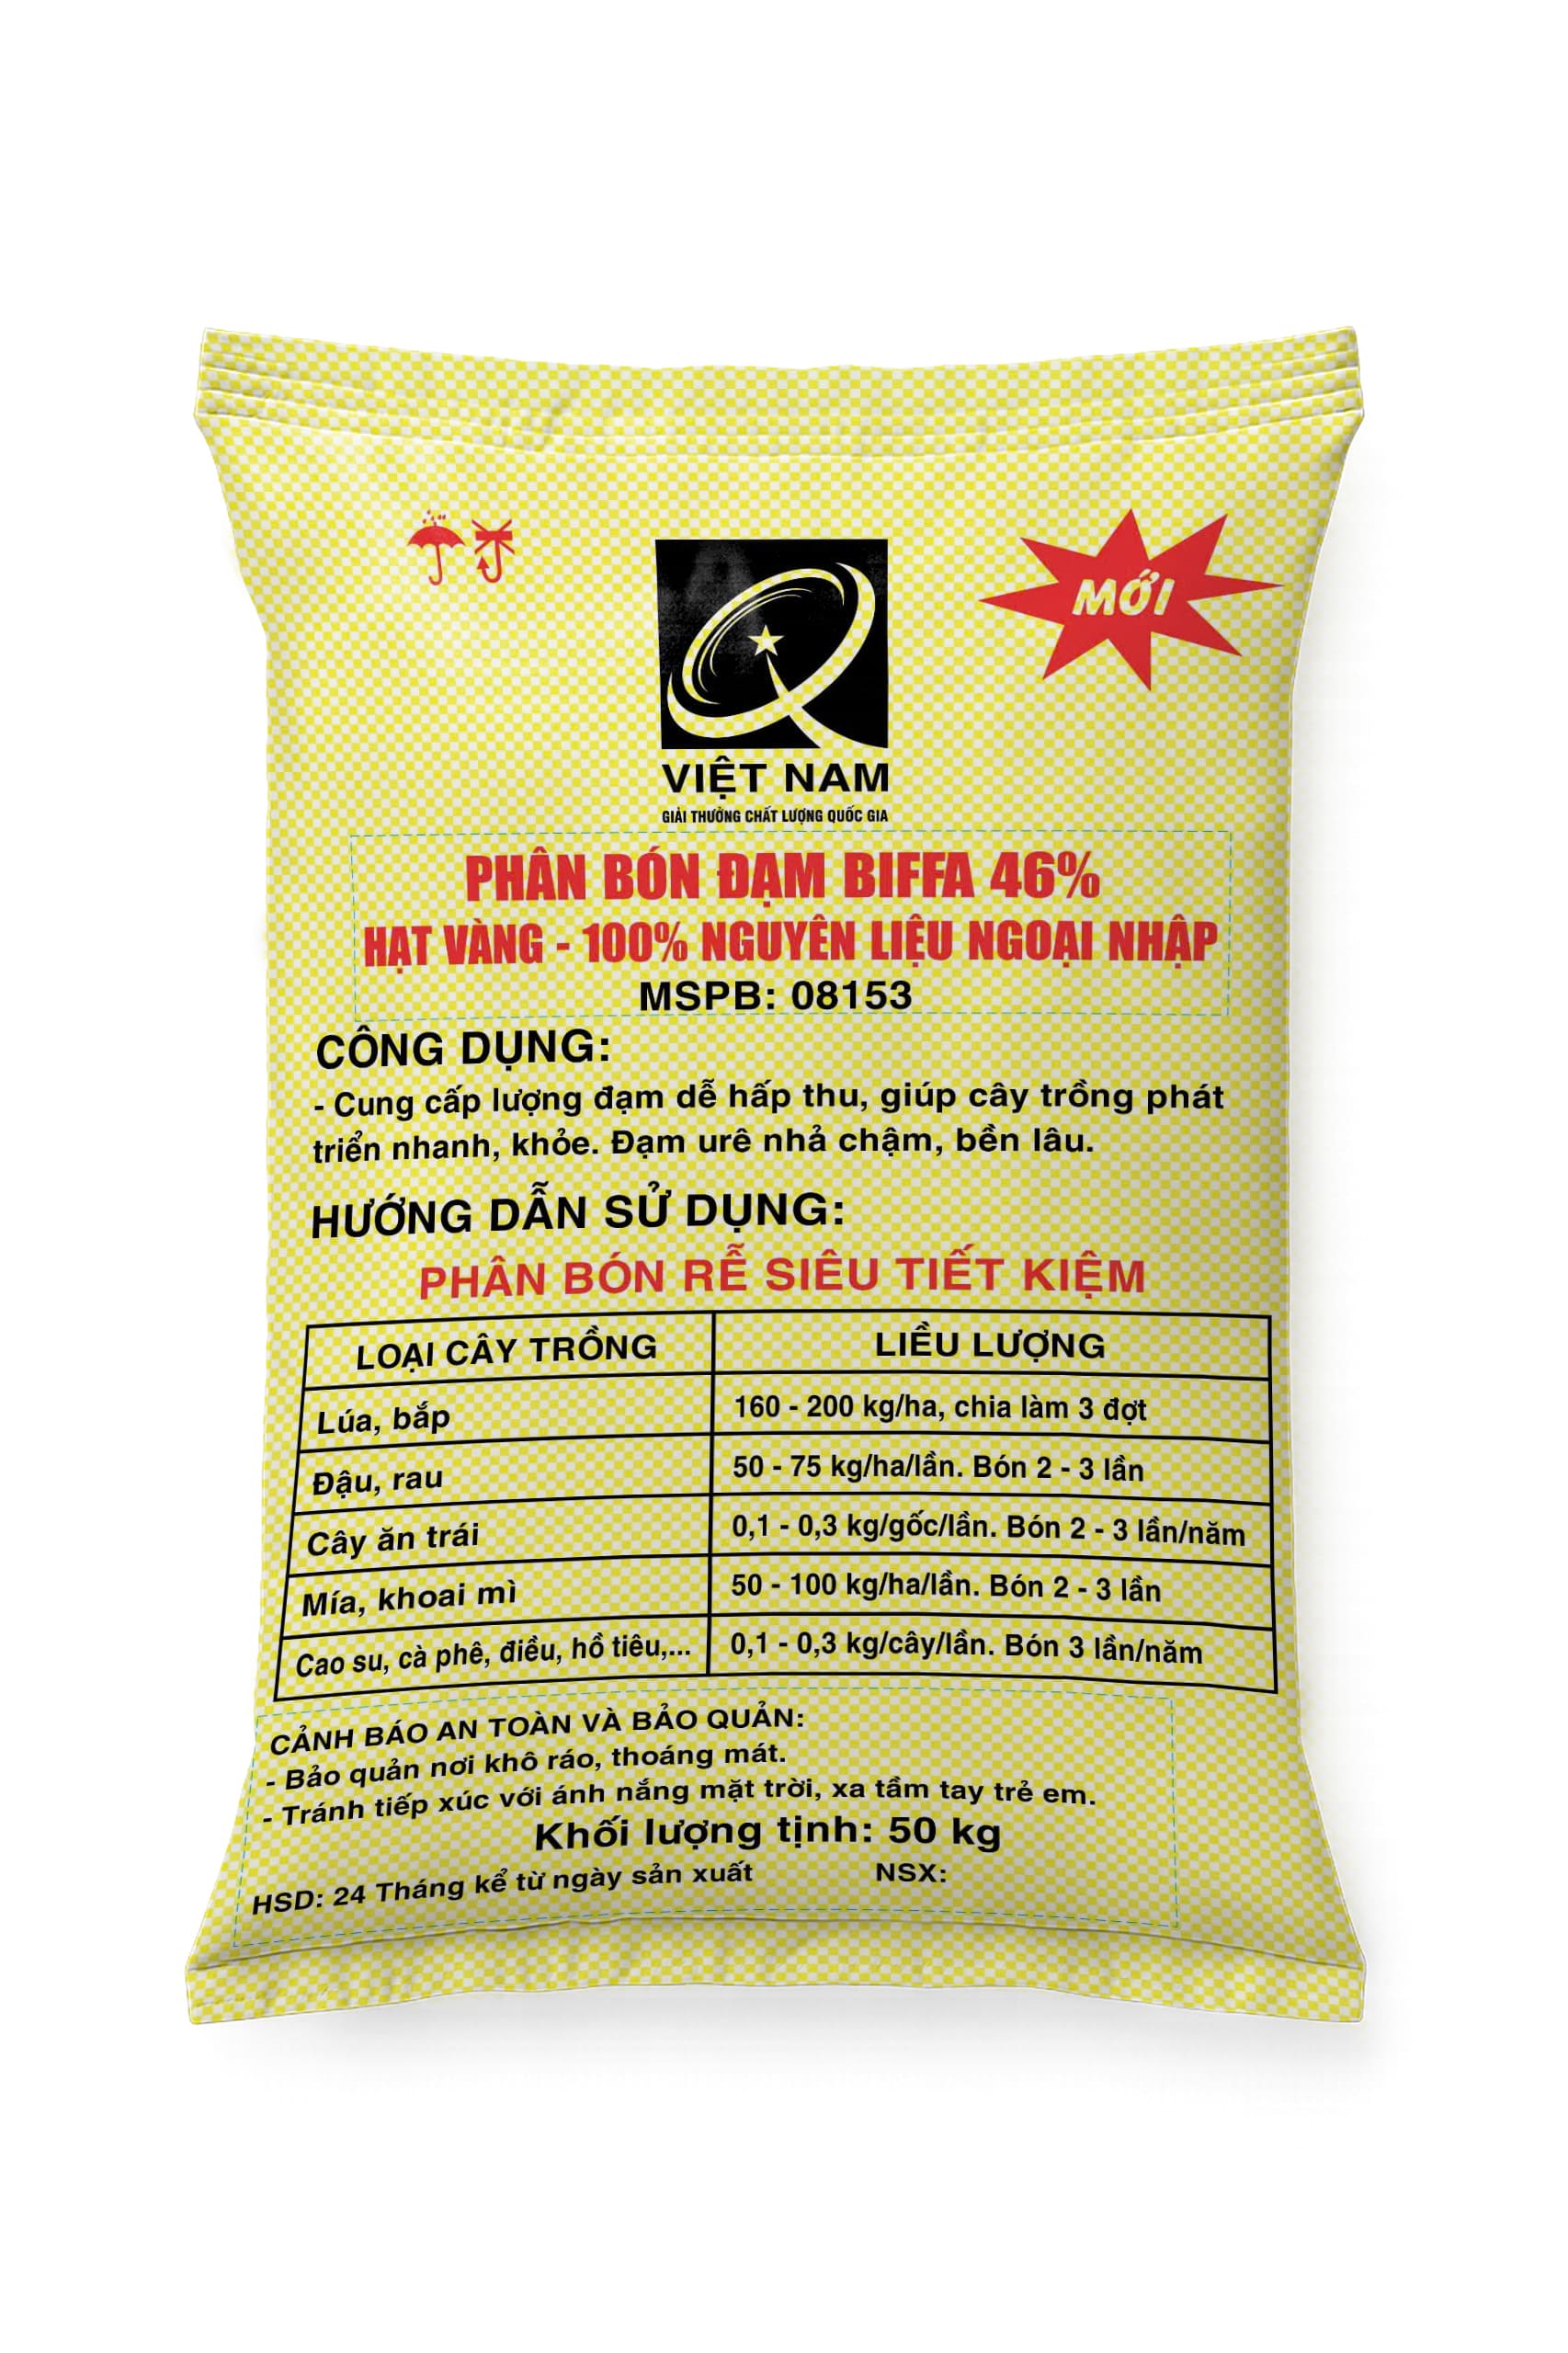 MỚI
VIỆT NAM
GIẢI THƯỞNG CHẤT LƯỢNG QUỐC GIA
PHÂN BÓN ĐẠM BIFFA 46%
HẠT VÀNG - 100% NGUYÊN LIỆU NGOẠI NHẬP
MSPB: 08153
CÔNG DỤNG:
- Cung cấp lượng đạm dễ hấp thu, giúp cây trồng phát
triển nhanh, khỏe. Đạm urê nhả chậm, bền lâu.
HƯỚNG DẪN SỬ DỤNG:
PHÂN BÓN RỄ SIÊU TIẾT KIỆM
LOẠI CÂY TRỒNG LIỀU LƯỢNG
Lúa, bắp 160 - 200 kg/ha, chia làm 3 đợt
Đậu, rau 50 - 75 kg/ha/lần. Bón 2 - 3 lần
Cây ăn trái 0,1 - 0,3 kg/gốc/lần. Bón 2 - 3 lần/năm
Mía, khoai mì 50 - 100 kg/ha/lần. Bón 2 - 3 lần
Cao su, cà phê, điều, hồ tiêu,... 0,1 - 0,3 kg/cây/lần. Bón 3 lần/năm
CẢNH BÁO AN TOÀN VÀ BẢO QUẢN:
- Bảo quản nơi khô ráo, thoáng mát.
- Tránh tiếp xúc với ánh nắng mặt trời, xa tầm tay trẻ em.
Khối lượng tịnh: 50 kg
HSD: 24 Tháng kể từ ngày sản xuất NSX: